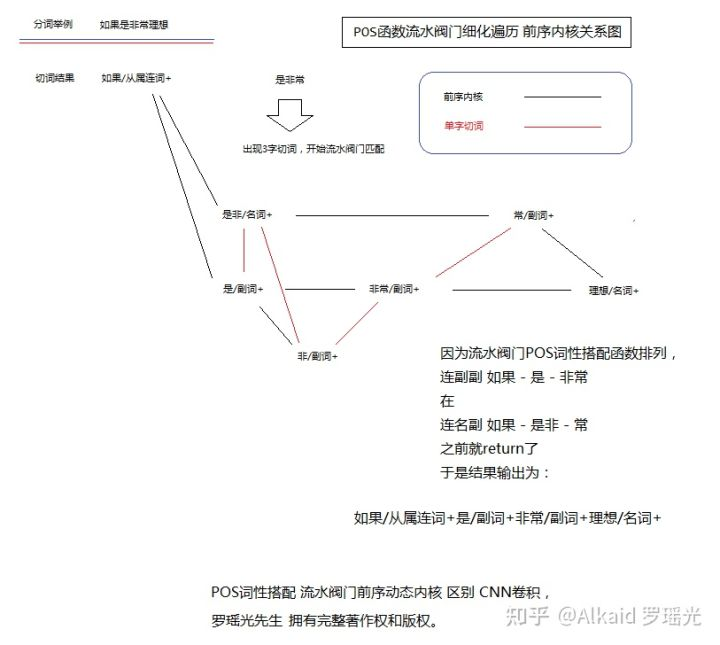 分词举例 如果是非常理想
POS函数流水阀门细化遍历 前序内核关系图
切词结果 如果/从属连词+
是非常
前序内核
单字切词
出现3字切词，开始流水阀门匹配
是非/名词+
常/副词+
是/副词+
非常/副词+
理想/名词+
非/副词+
因为流水阀门POS词性搭配函数排列，
连副副 如果 - 是 - 非常
在
连名副 如果 - 是非 - 常
之前就return了
于是结果输出为：
如果/从属连词+是/副词+非常/副词+理想/名词+
POS词性搭配 流水阀门前序动态内核 区别 CNN卷积，
罗瑶光先生 拥有完整著作权和版权。
知乎 @Alkaid 罗瑶光